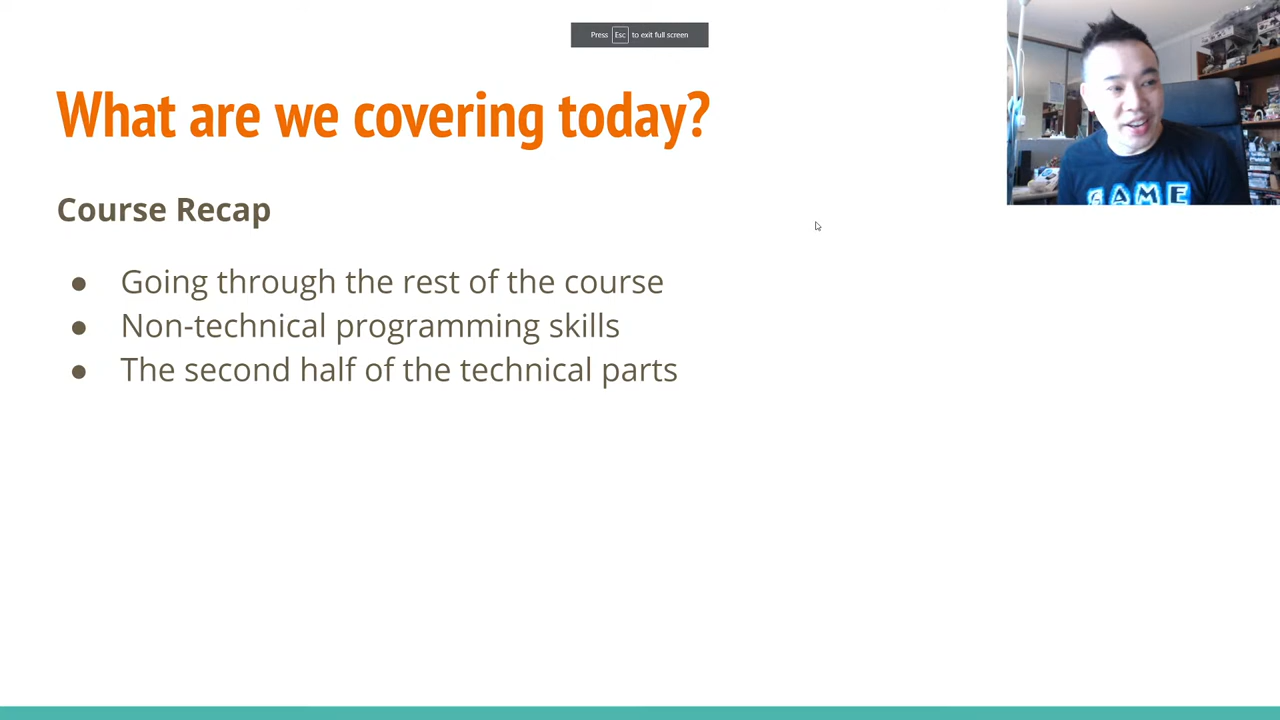 Press Esc to exit full screen
What are we covering today?
Course Recap
● Going through the rest of the course
● Non-technical programming skills
● The second half of the technical parts
GAME